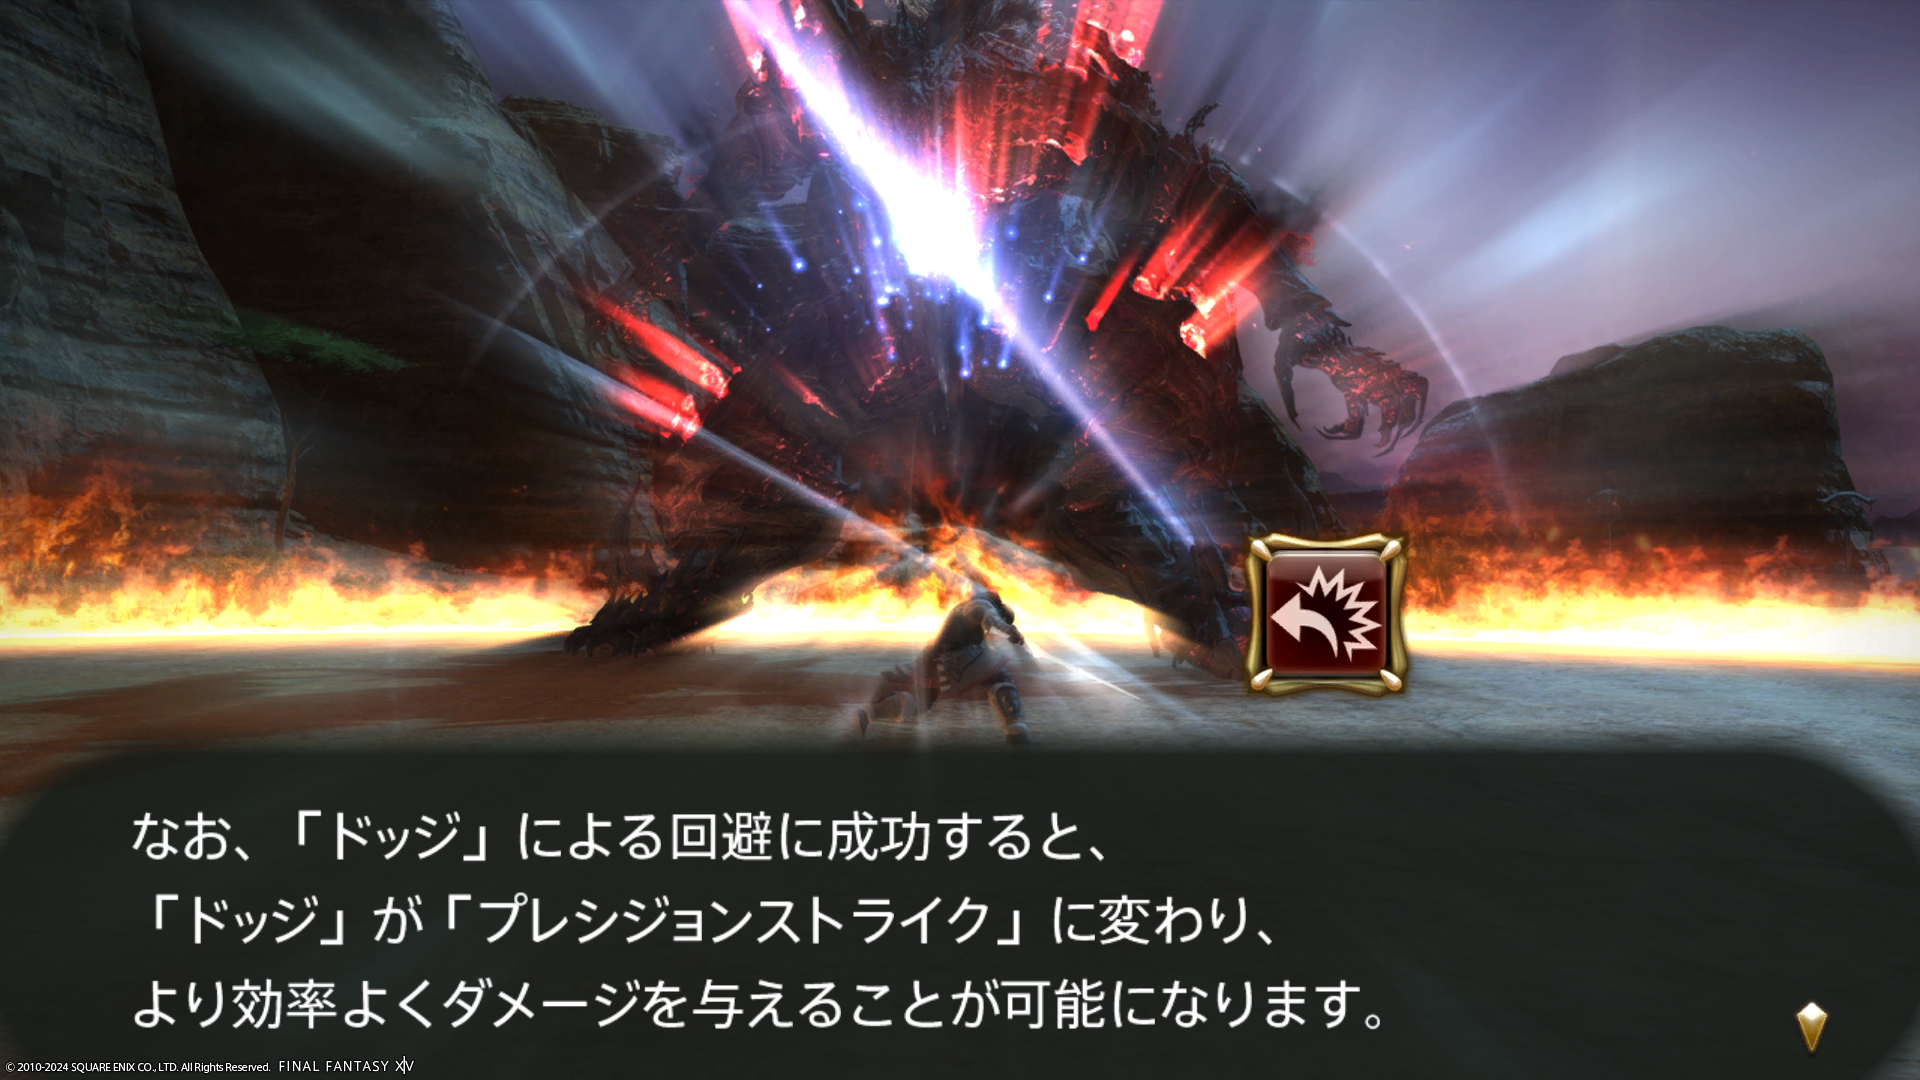 なお、「ドッジ」による回避に成功すると、
「ドッジ」が「プレシジョンストライク」に変わり、
より効率よくダメージを与えることが可能になります。
© 2010-2024 SQUARE ENIX CO., LTD. All Rights Reserved. FINAL FANTASY XIV